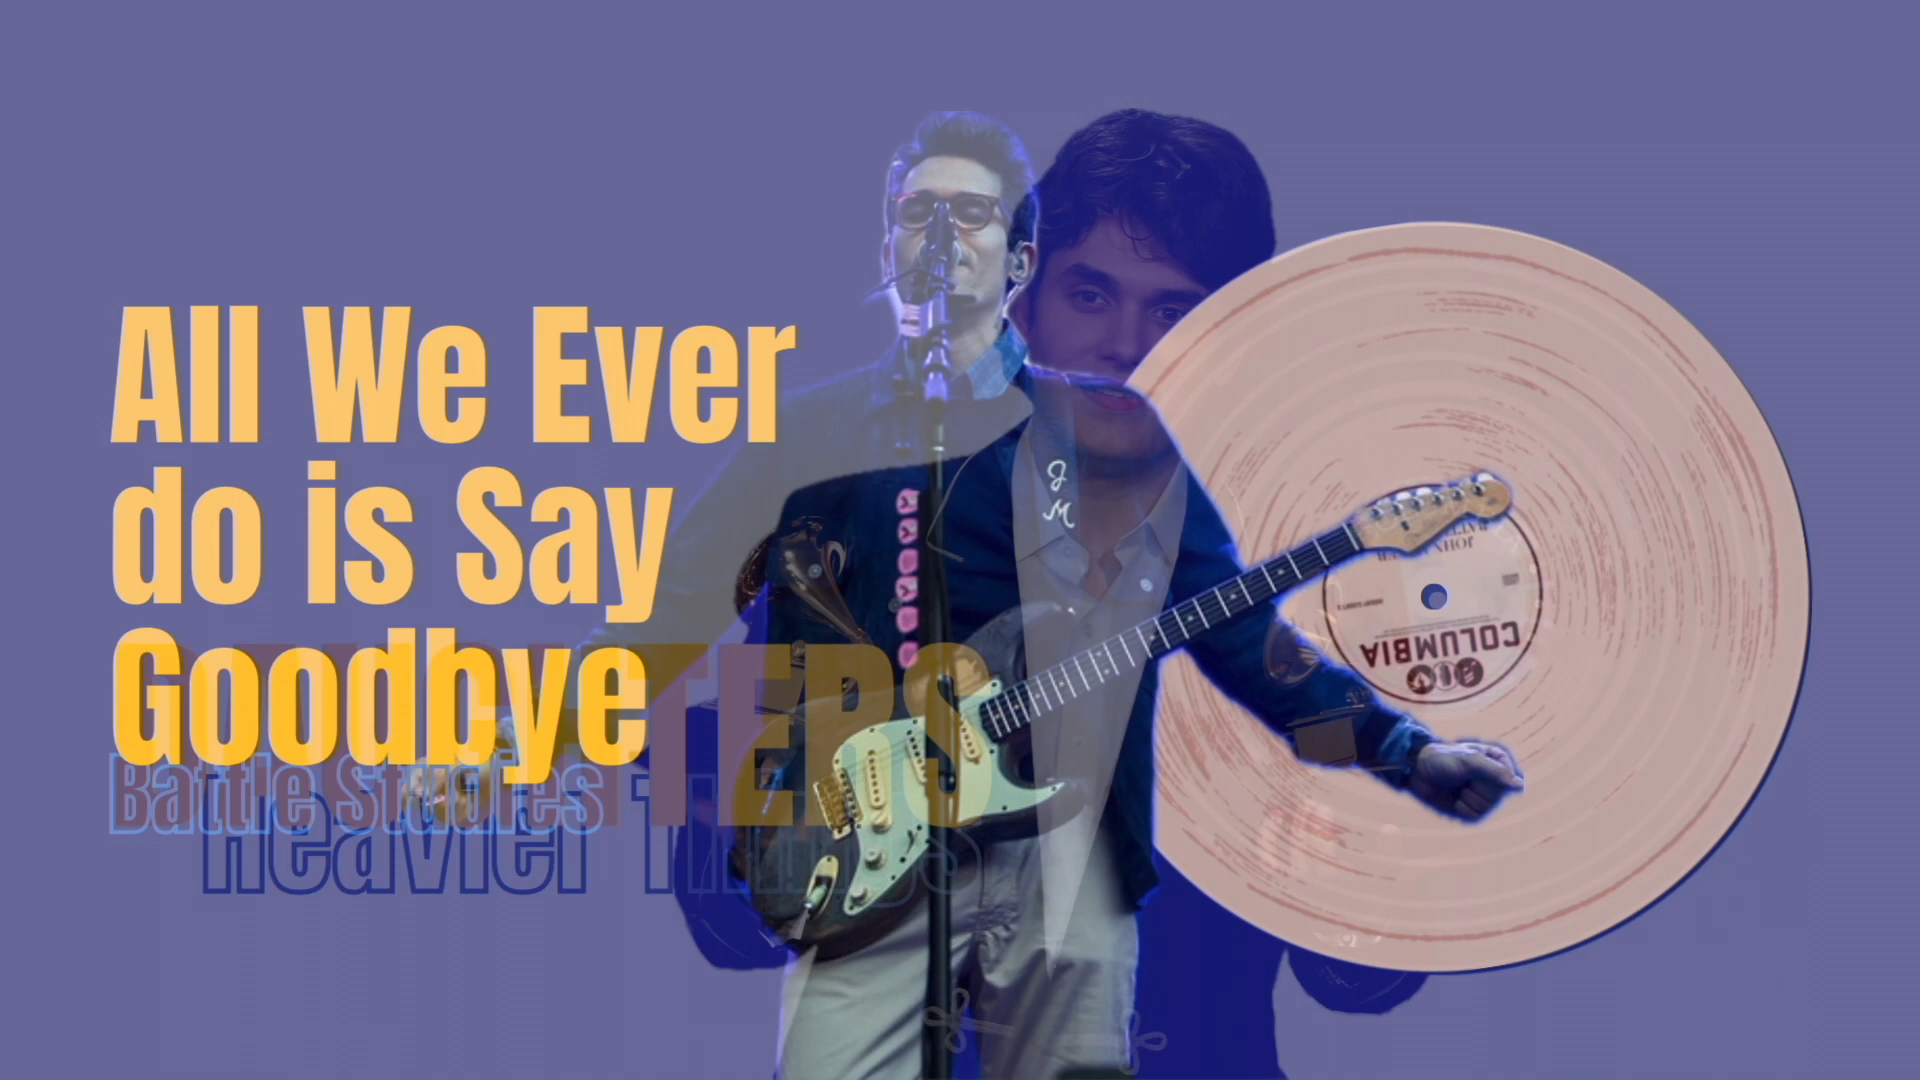 All We Ever
do is Say
Goodbye
Battle Studies
Heavier Things
J
M
COLUMBIA